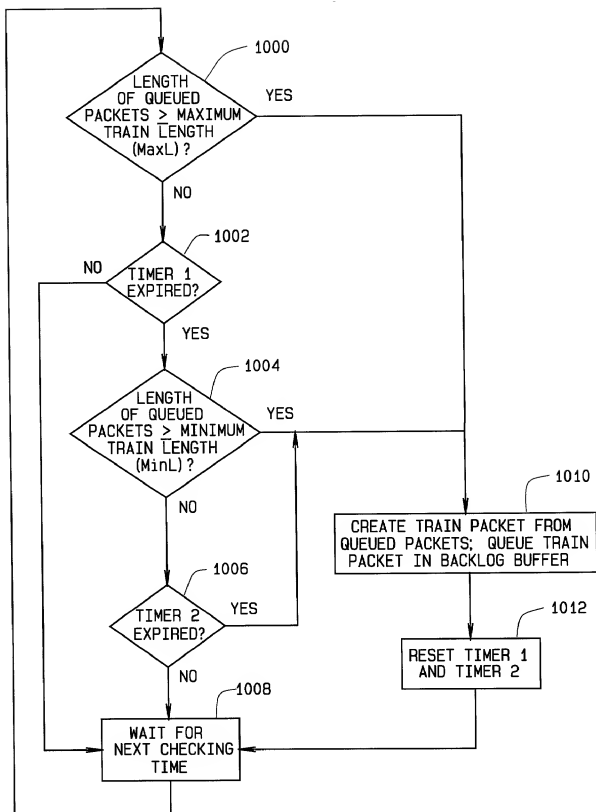 1000
LENGTH
OF QUEUED
PACKETS ≥ MAXIMUM
TRAIN LENGTH
(MaxL) ?
YES
NO
1002
NO
TIMER 1
EXPIRED?
YES
1004
LENGTH
OF QUEUED
PACKETS ≥ MINIMUM
TRAIN LENGTH
(MinL) ?
YES
NO
1010
CREATE TRAIN PACKET FROM
QUEUED PACKETS; QUEUE TRAIN
PACKET IN BACKLOG BUFFER
1006
TIMER 2
EXPIRED?
YES
NO
1012
RESET TIMER 1
AND TIMER 2
1008
WAIT FOR
NEXT CHECKING
TIME